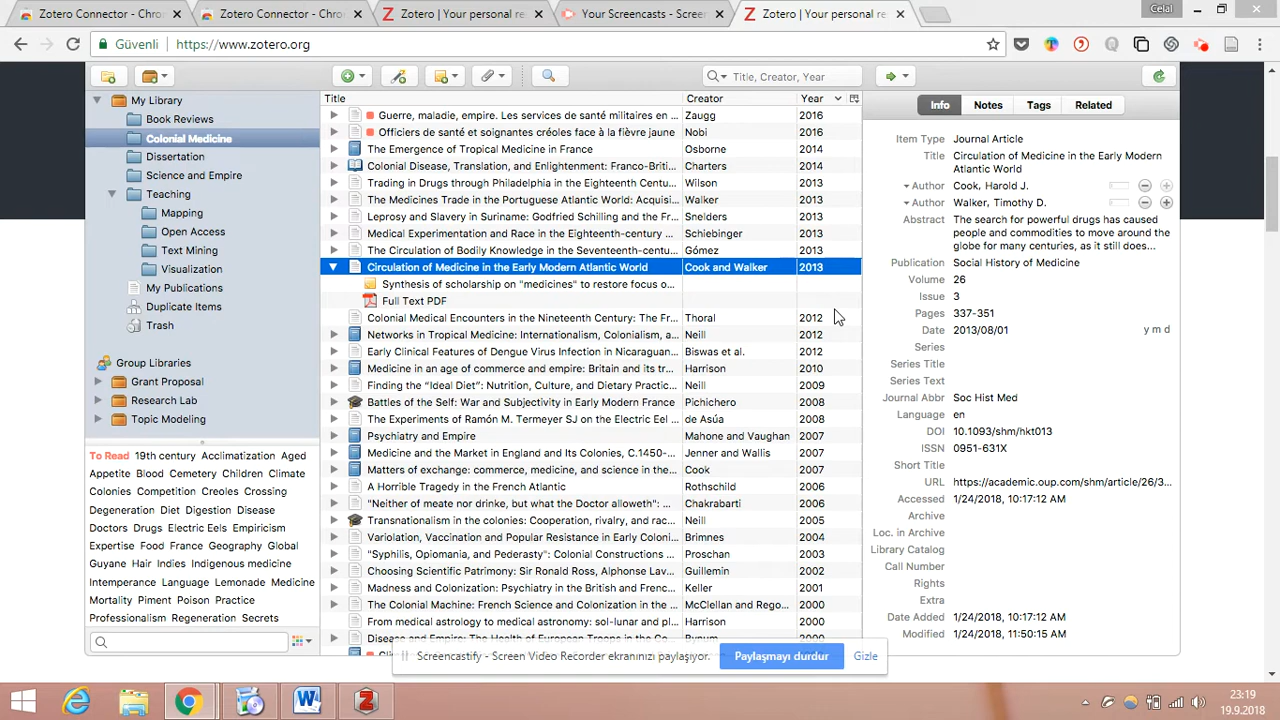 Zotero Connector - Chro
Zotero Connector - Chro
Zotero | Your personal re
Your Screencasts - Screen
Zotero | Your personal re
Celal
Güvenli
https://www.zotero.org
Title, Creator, Year
My Library
Book Reviews
Colonial Medicine
Dissertation
Science and Empire
Teaching
Mapping
Open Access
Text Mining
Visualization
My Publications
Duplicate Items
Trash
Group Libraries
Grant Proposal
Research Lab
Topic Modeling
To Read 19th century Acclimatization Aged
Appetite Blood Cemetery Children Climate
Colonies Competition Creoles Crossing
Degeneration Diet Digestion Disease
Doctors Drugs Electric Eels Empiricism
Expertise Food France Geography Global
Guyane Hair Indies Indigenous medicine
Intemperance Language Lemonade Medicine
Mortality Piment Poison Practice
Professionalism Regeneration Secrets
Title Creator Year
Guerre, maladie, empire. Les services de santé militaires en ... Zaugg 2016
Officiers de santé et soignantes créoles face à la fièvre jaune Nobi 2016
The Emergence of Tropical Medicine in France Osborne 2014
Colonial Disease, Translation, and Enlightenment: Franco-Briti... Charters 2014
Trading in Drugs through Philadelphia in the Eighteenth Centu... Wilson 2013
The Medicines Trade in the Portuguese Atlantic World: Acquisi... Walker 2013
Leprosy and Slavery in Suriname: Godfried Schilling and the Fr... Snelders 2013
Medical Experimentation and Race in the Eighteenth-century ... Schiebinger 2013
The Circulation of Bodily Knowledge in the Seventeenth-centu... Gómez 2013
Circulation of Medicine in the Early Modern Atlantic World Cook and Walker 2013
Synthesis of scholarship on "medicines" to restore focus o...
Full Text PDF
Colonial Medical Encounters in the Nineteenth Century: The Fr... Thoral 2012
Networks in Tropical Medicine: Internationalism, Colonialism, a... Neill 2012
Early Clinical Features of Dengue Virus Infection in Nicaraguan... Biswas et al. 2012
Medicine in an age of commerce and empire: Britain and its tr... Harrison 2010
Finding the “Ideal Diet”: Nutrition, Culture, and Dietary Practic... Neill 2009
Battles of the Self: War and Subjectivity in Early Modern France Pichichero 2008
The Experiments of Ramón M. Termeyer SJ on the Electric Eel ... de Asúa 2008
Psychiatry and Empire Mahone and Vaughan 2007
Medicine and the Market in England and Its Colonies, C.1450-... Jenner and Wallis 2007
Matters of exchange: commerce, medicine, and science in the... Cook 2007
A Horrible Tragedy in the French Atlantic Rothschild 2006
"Neither of meate nor drinke, but what the Doctor alloweth": ... Chakrabarti 2006
Transnationalism in the colonies: Cooperation, rivalry, and rac... Neill 2005
Variolation, Vaccination and Popular Resistance in Early Coloni... Brimnes 2004
"Syphilis, Opiomania, and Pederasty": Colonial Constructions ... Proschan 2003
Choosing Scientific Patrimony: Sir Ronald Ross, Alphonse Lav... Guillemin 2002
Madness and Colonization: Psychiatry in the British and Frenc... Keller 2001
The Colonial Machine: French Science and Colonization in the ... McClellan and Rego... 2000
From medical astrology to medical astronomy: sol-lunar and pl... Harrison 2000
Disease and Empire: The Health of European Troops in the Co... Bynum 2000
Info Notes Tags Related
Item Type Journal Article
Title Circulation of Medicine in the Early Modern
Atlantic World
Author Cook, Harold J.
Author Walker, Timothy D.
Abstract The search for powerful drugs has caused
people and commodities to move around the
globe for many centuries, as it still does...
Publication Social History of Medicine
Volume 26
Issue 3
Pages 337-351
Date 2013/08/01 y m d
Series
Series Title
Series Text
Journal Abbr Soc Hist Med
Language en
DOI 10.1093/shm/hkt013
ISSN 0951-631X
Short Title
URL https://academic.oup.com/shm/article/26/3...
Accessed 1/24/2018, 10:17:12 AM
Archive
Loc. in Archive
Library Catalog
Call Number
Rights
Extra
Date Added 1/24/2018, 10:17:12 AM
Modified 1/24/2018, 11:50:15 AM
Screencastify - Screen Video Recorder ekranınızı paylaşıyor. Paylaşmayı durdur Gizle
23:19
19.9.2018